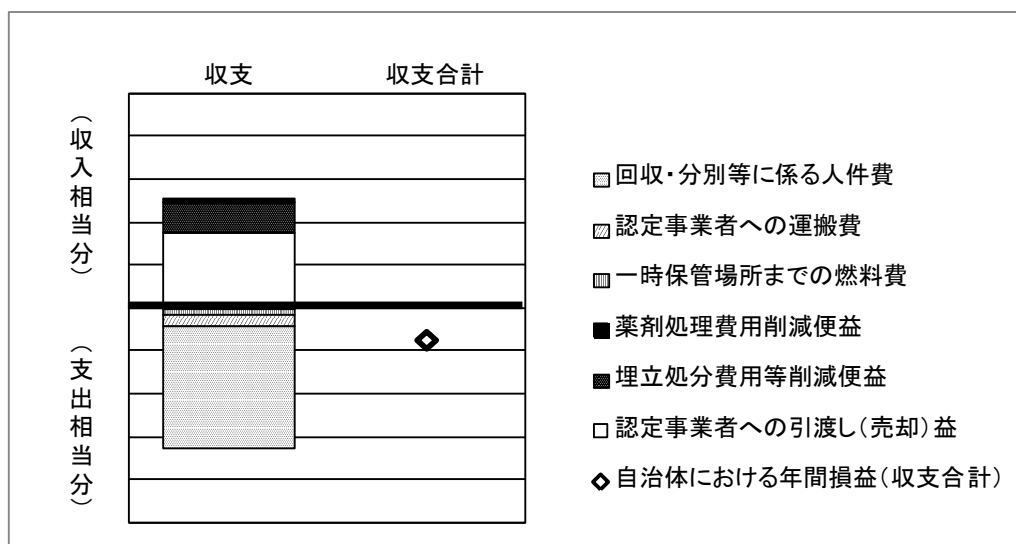 収支
収支合計
（収入相当分）
（支出相当分）
回収・分別等に係る人件費
認定事業者への運搬費
一時保管場所までの燃料費
薬剤処理費用削減便益
埋立処分費用等削減便益
認定事業者への引渡し（売却）益
自治体における年間損益（収支合計）